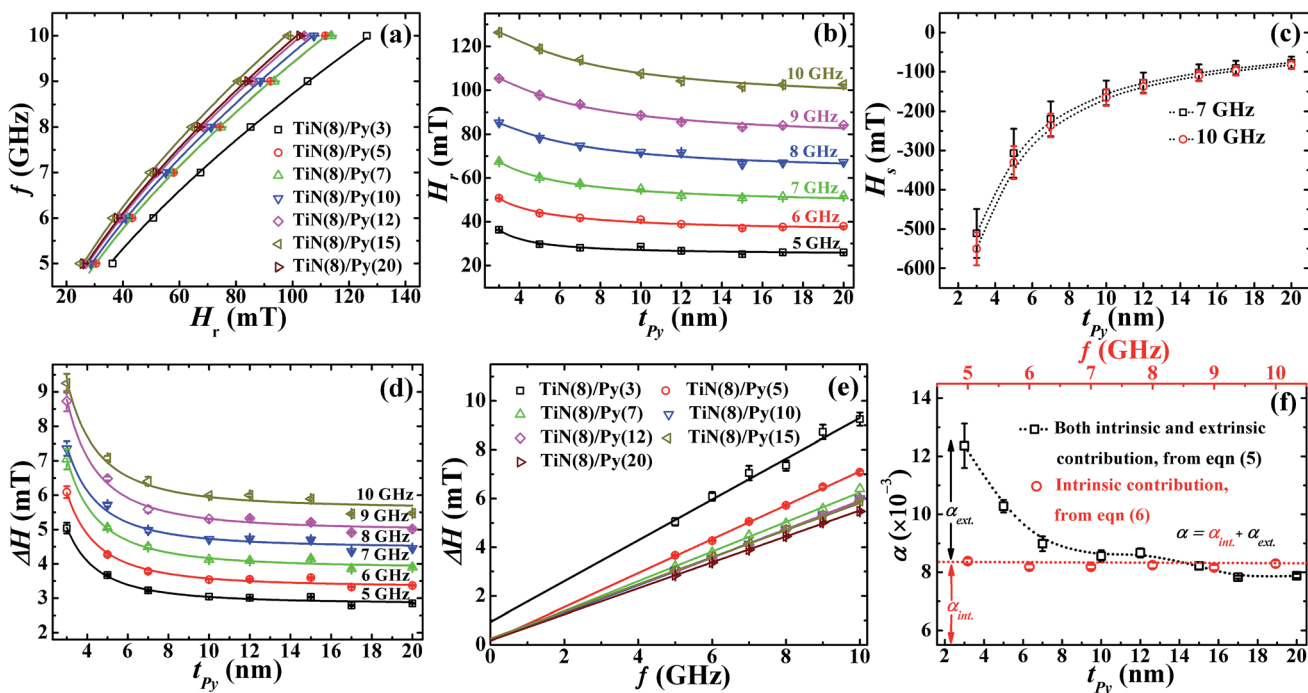 (a)
f (GHz)
10
9
8
7
6
5
TiN(8)/Py(3)
TiN(8)/Py(5)
TiN(8)/Py(7)
TiN(8)/Py(10)
TiN(8)/Py(12)
TiN(8)/Py(15)
TiN(8)/Py(20)
20 40 60 80 100 120 140
H_r (mT)
(b)
H_r (mT)
120
100
80
60
40
20
10 GHz
9 GHz
8 GHz
7 GHz
6 GHz
5 GHz
4 6 8 10 12 14 16 18 20
t_Py (nm)
(c)
H_s (mT)
0
-100
-200
-300
-400
-500
-600
7 GHz
10 GHz
2 4 6 8 10 12 14 16 18 20
t_Py (nm)
(d)
ΔH (mT)
9
8
7
6
5
4
3
2
10 GHz
9 GHz
8 GHz
7 GHz
6 GHz
5 GHz
4 6 8 10 12 14 16 18 20
t_Py (nm)
(e)
ΔH (mT)
10
8
6
4
2
0
TiN(8)/Py(3) TiN(8)/Py(5)
TiN(8)/Py(7) TiN(8)/Py(10)
TiN(8)/Py(12) TiN(8)/Py(15)
TiN(8)/Py(20)
0 2 4 6 8 10
f (GHz)
f (GHz)
5 6 7 8 9 10
(f)
α (×10⁻³)
14
12
10
8
6
Both intrinsic and extrinsic
contribution, from eqn (5)
Intrinsic contribution,
from eqn (6)
α_ext.
α = α_int. + α_ext.
α_int.
2 4 6 8 10 12 14 16 18 20
t_Py (nm)